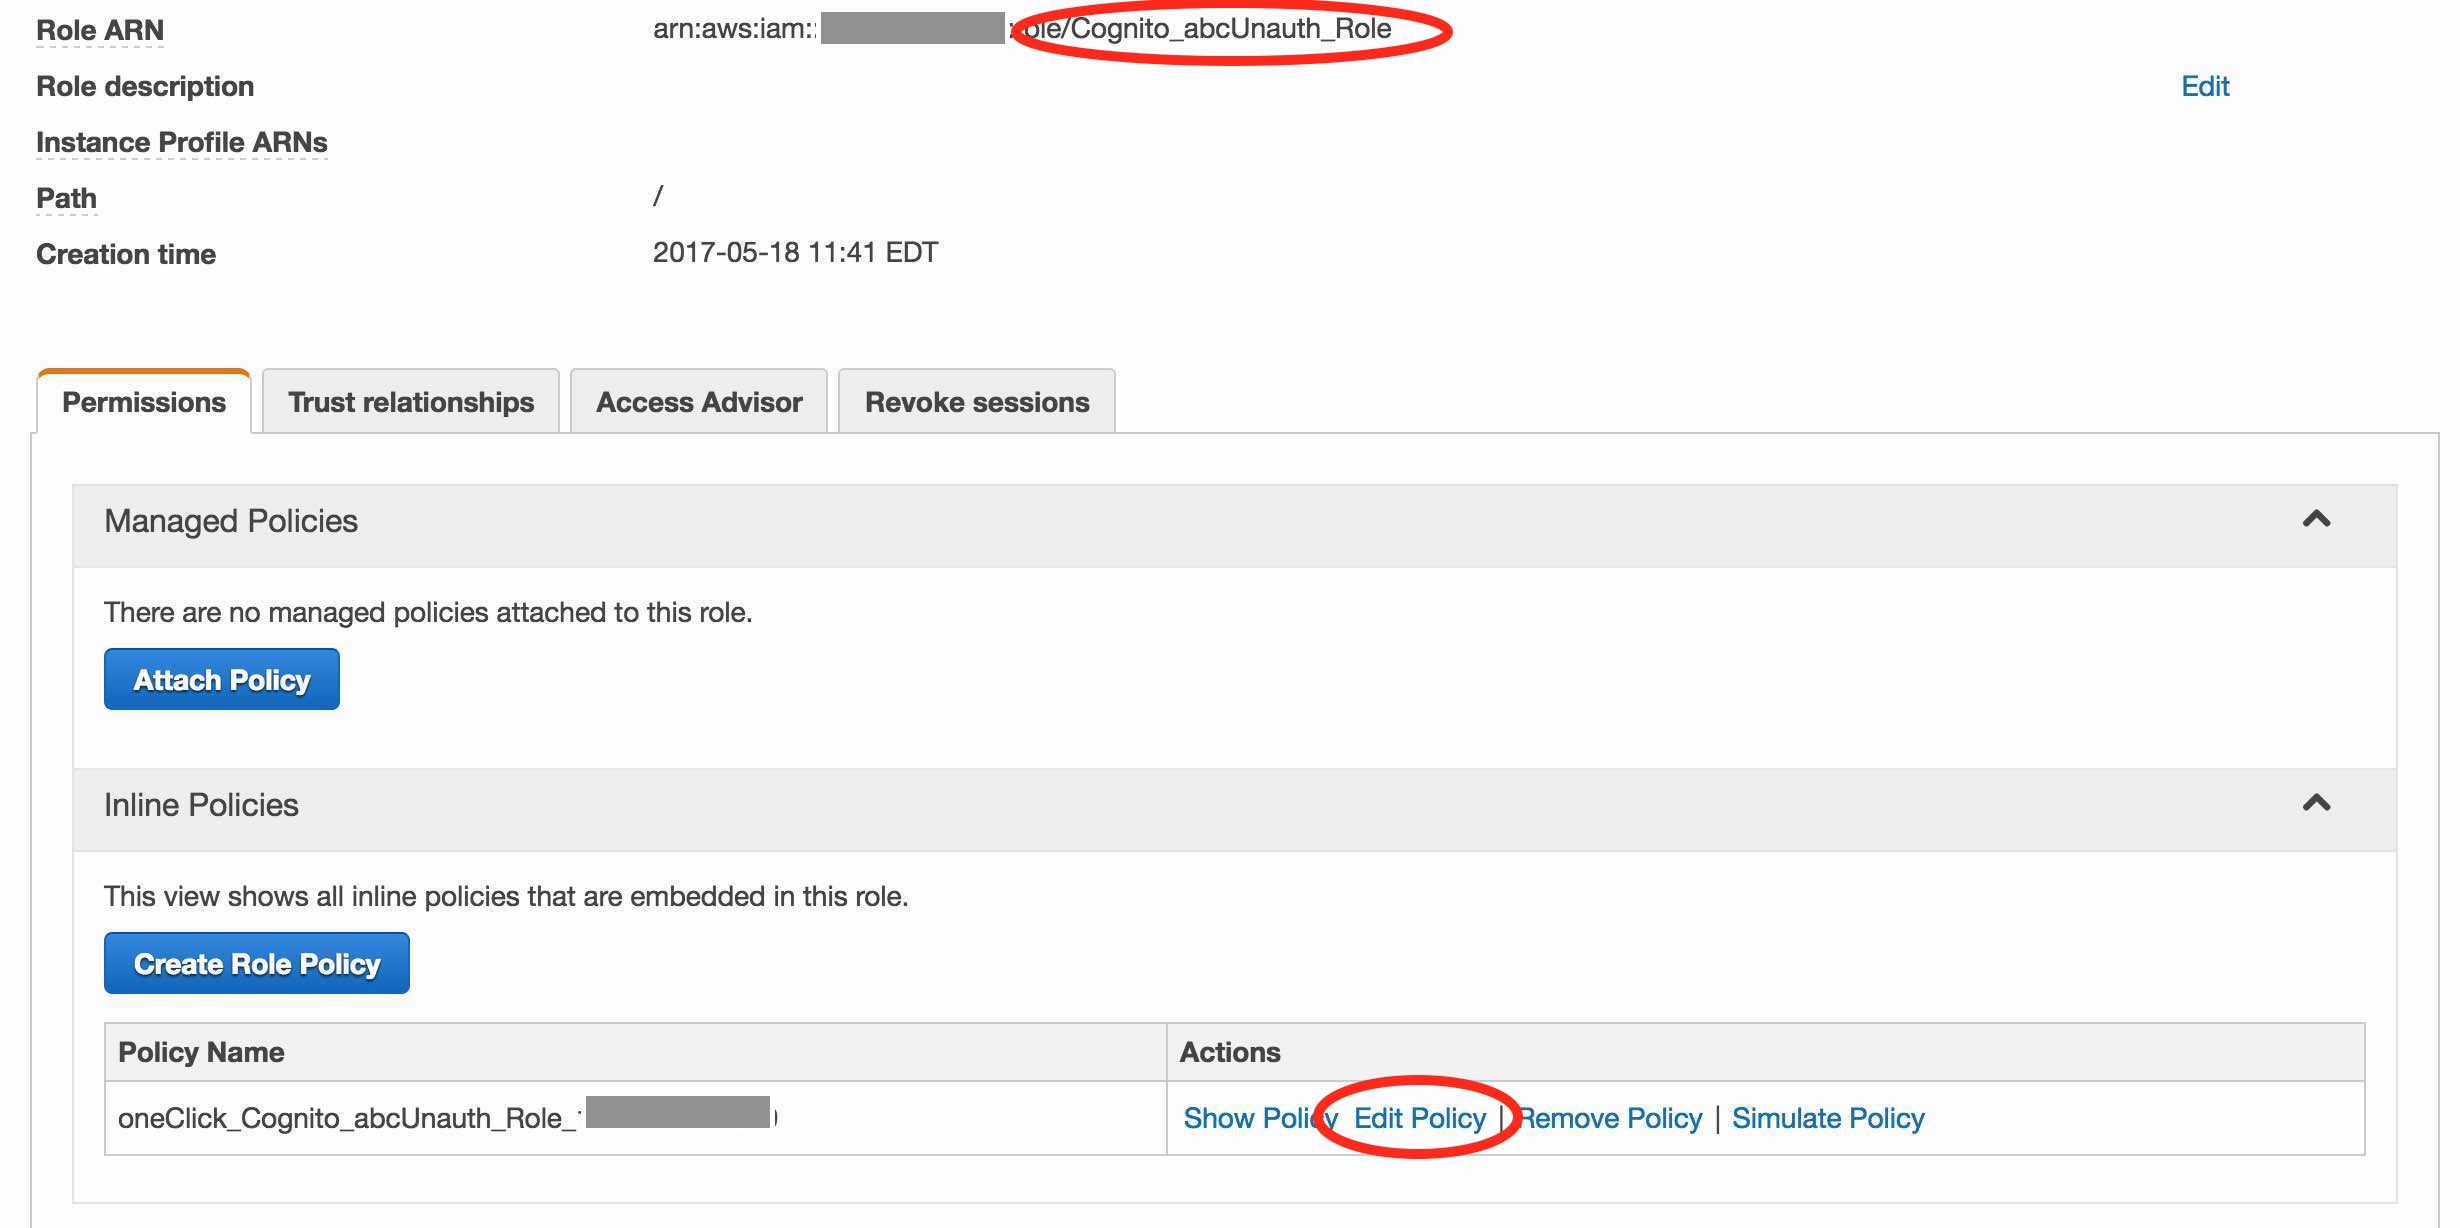 Role ARN arn:aws:iam:: role/Cognito_abcUnauth_Role
Role description Edit
Instance Profile ARNs
Path /
Creation time 2017-05-18 11:41 EDT
Permissions Trust relationships Access Advisor Revoke sessions
Managed Policies
There are no managed policies attached to this role.
Attach Policy
Inline Policies
This view shows all inline policies that are embedded in this role.
Create Role Policy
Policy Name Actions
oneClick_Cognito_abcUnauth_Role_ Show Policy Edit Policy | Remove Policy | Simulate Policy